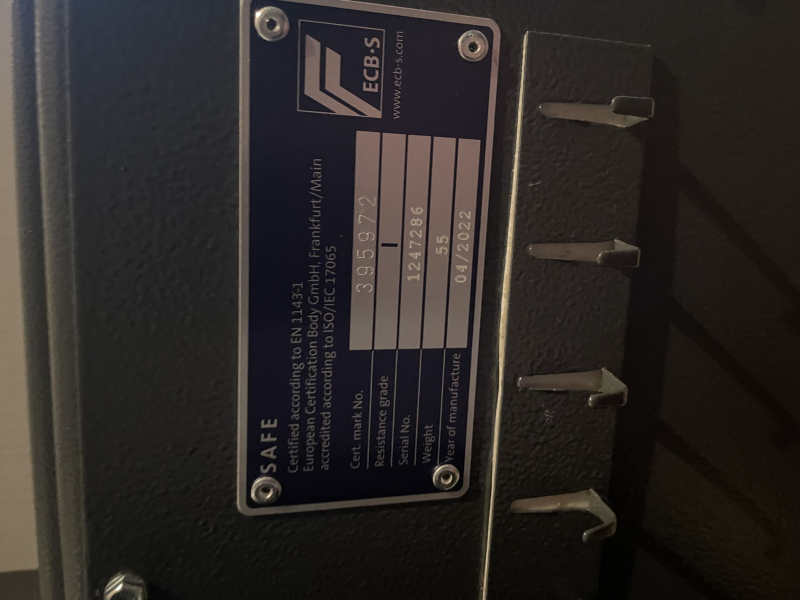 ECB·S
www.ecb-s.com
SAFE
Certified according to EN 1143-1
European Certification Body GmbH, Frankfurt/Main
accredited according to ISO/IEC 17065
Cert. mark No. 395972
Resistance grade I
Serial No. 1247286
Weight 55
Year of manufacture 04/2022